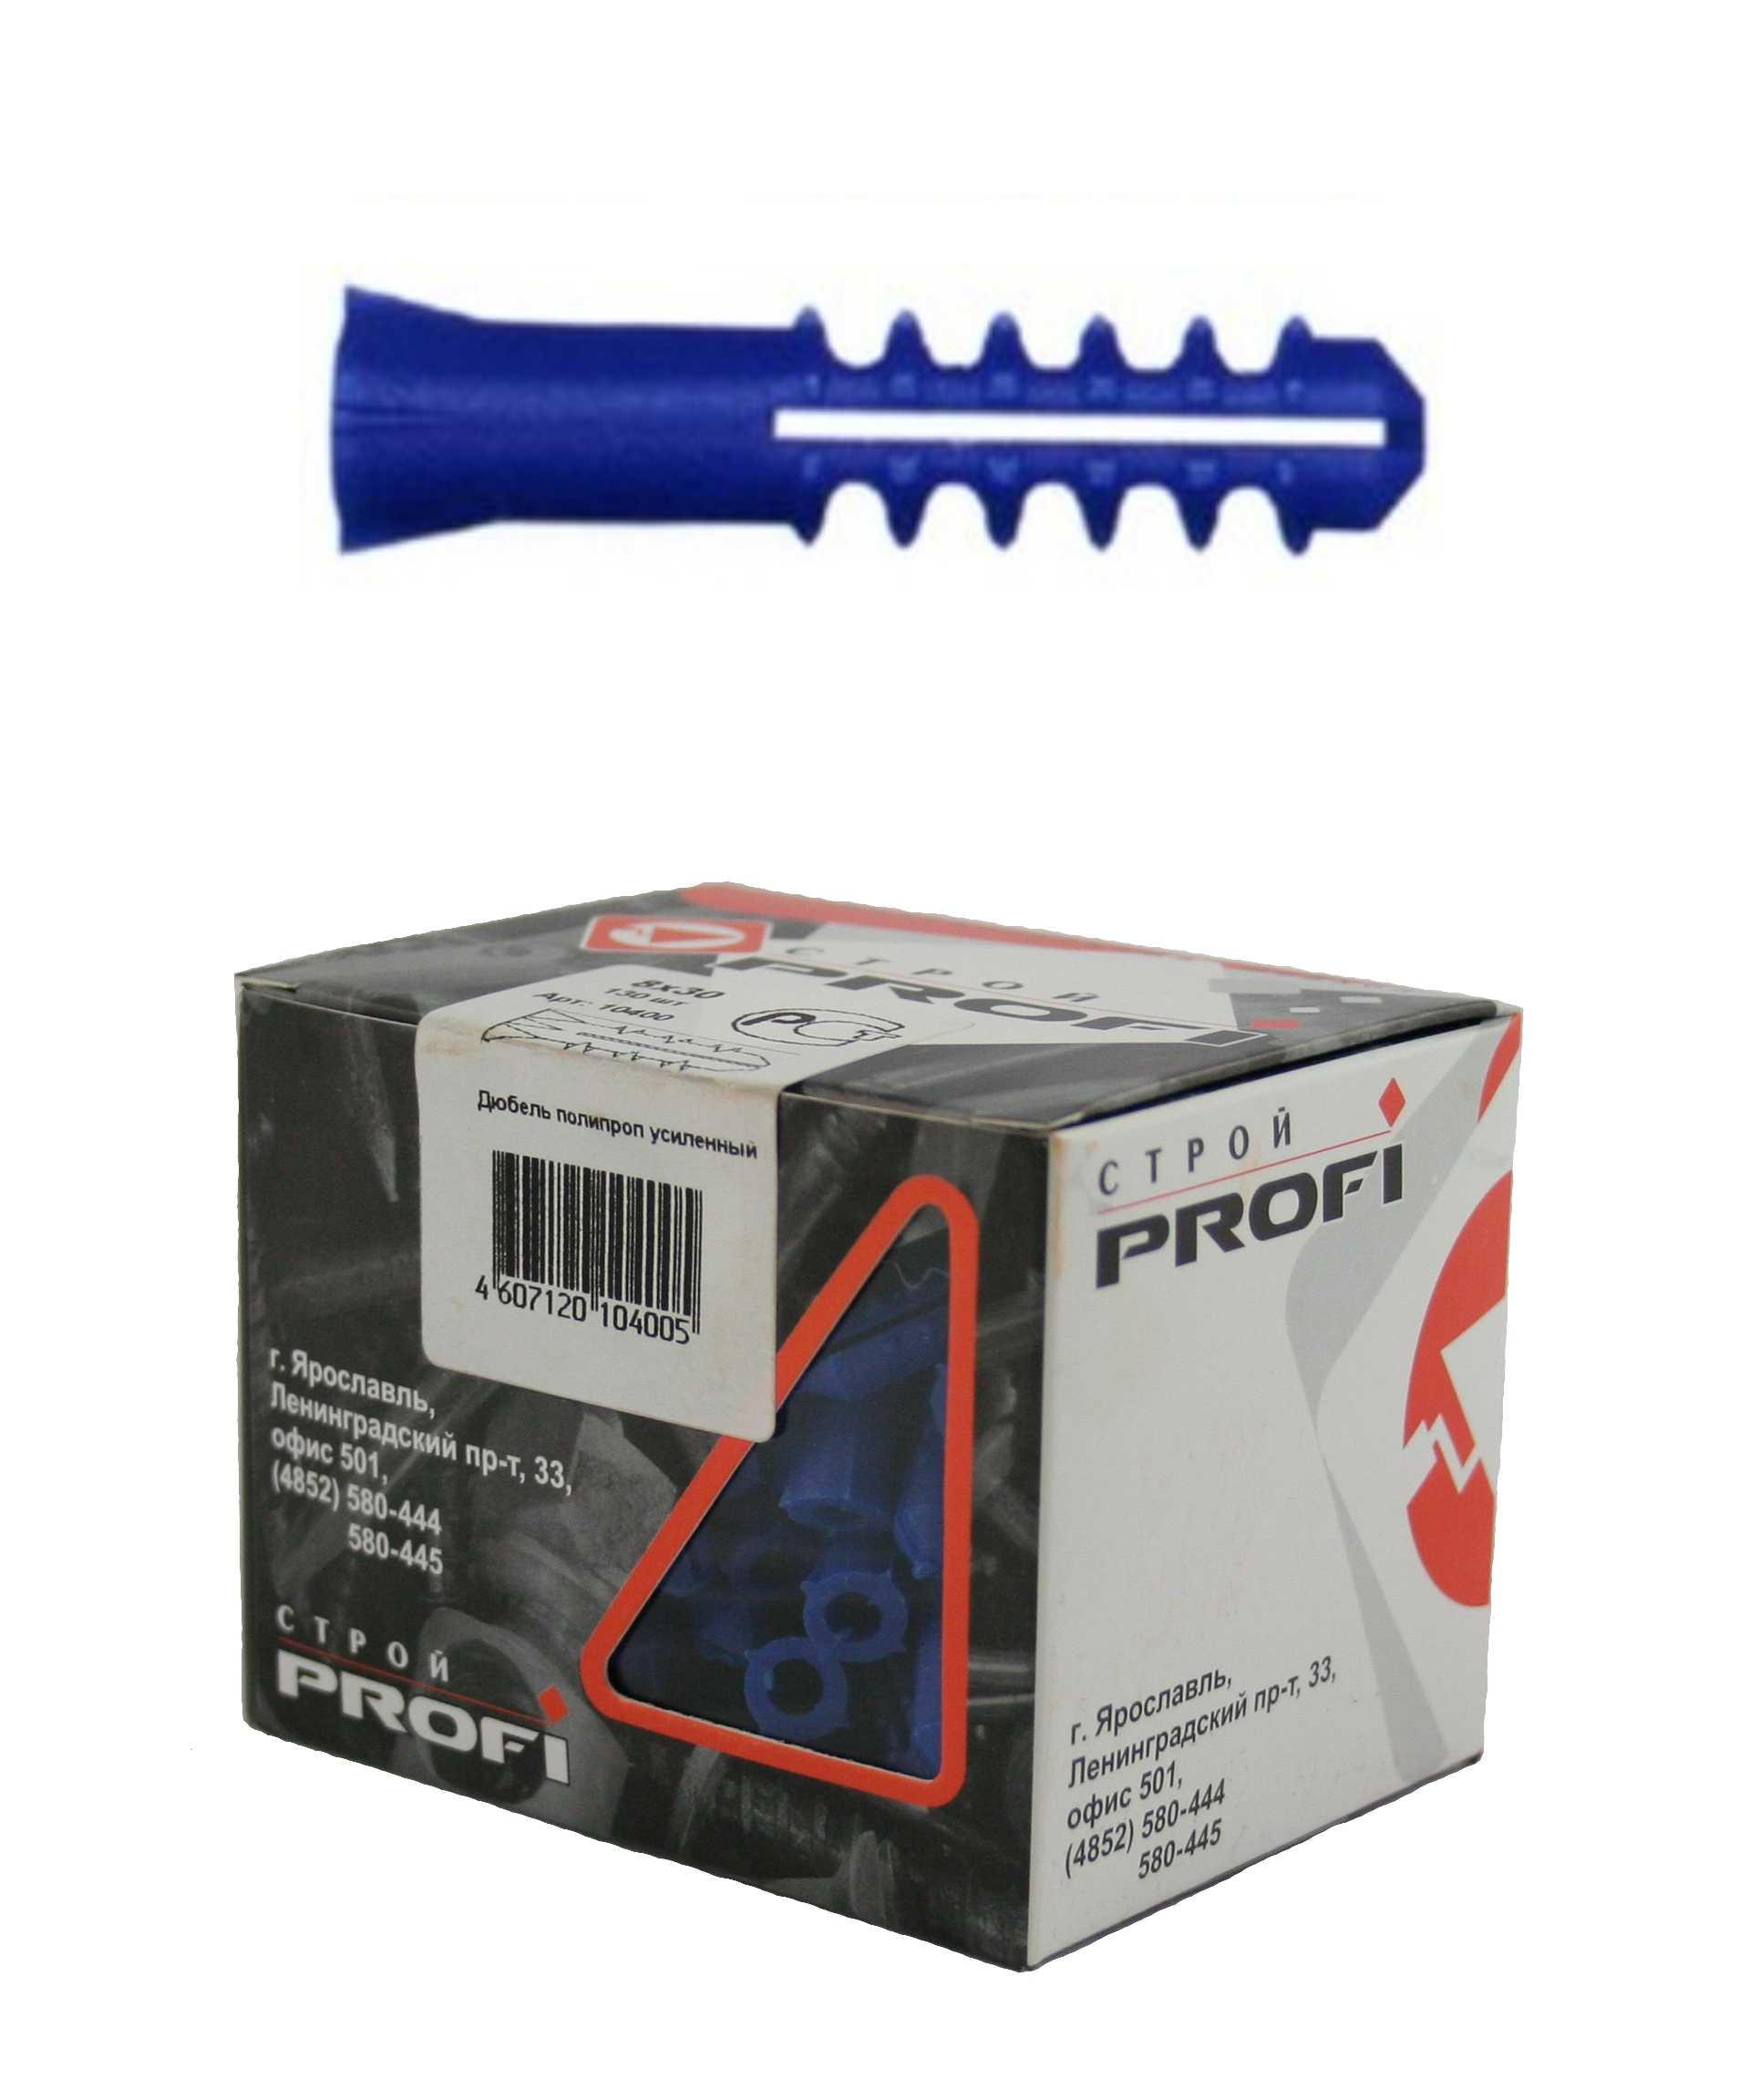 СТРОЙ
PROFI
8х30
130 шт
Арт. 10400
РСТ
Дюбель полипроп усиленный
4 607120 104005
г. Ярославль,
Ленинградский пр-т, 33,
офис 501,
(4852) 580-444
580-445
СТРОЙ
PROFI
СТРОЙ
PROFI
г. Ярославль,
Ленинградский пр-т, 33,
офис 501,
(4852) 580-444
580-445